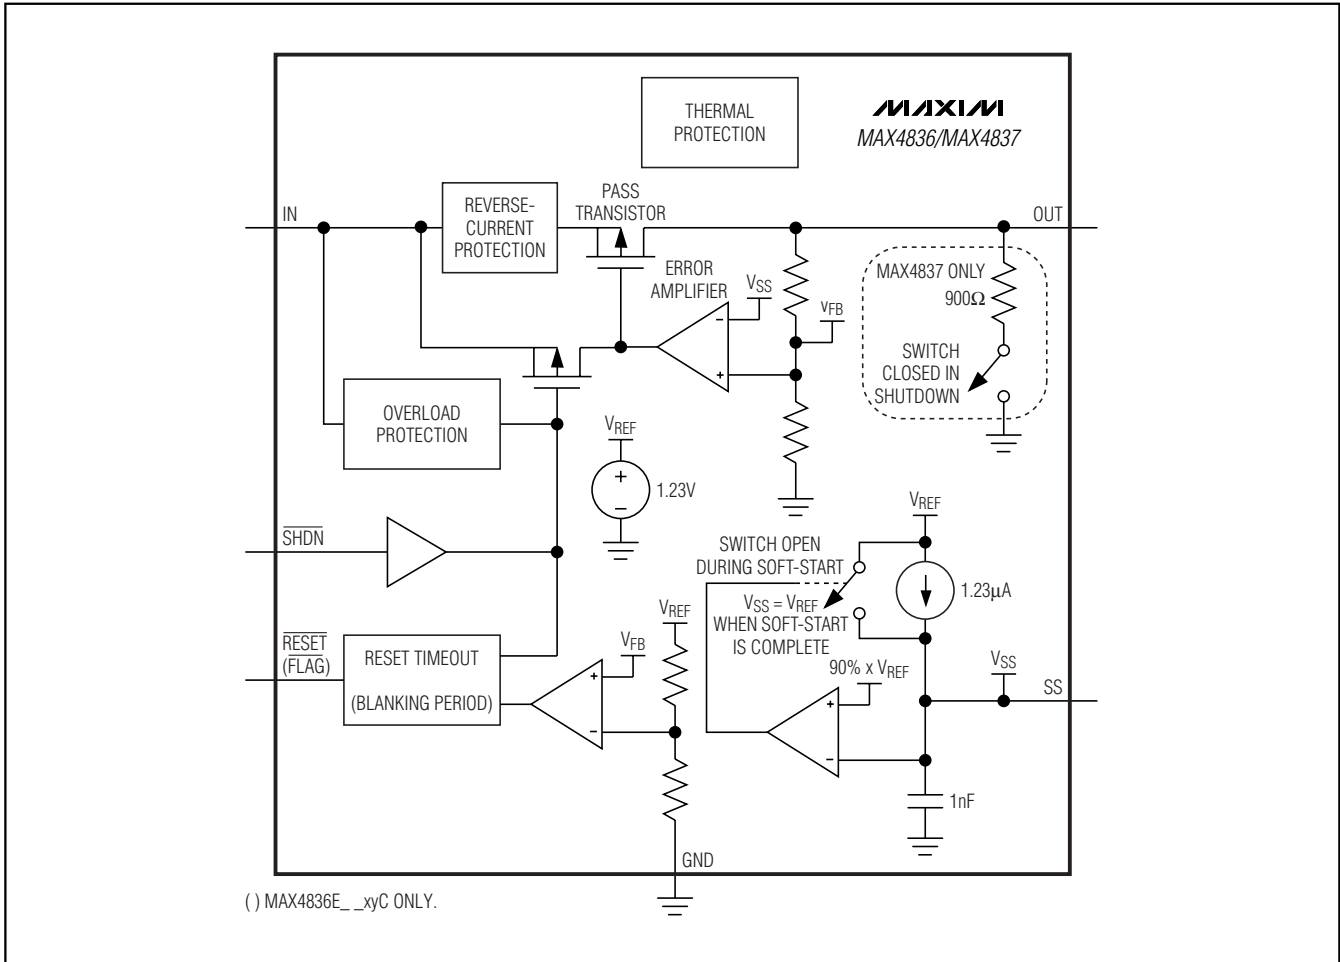 THERMAL
PROTECTION
MAXIM
MAX4836/MAX4837
IN
REVERSE-
CURRENT
PROTECTION
PASS
TRANSISTOR
OUT
ERROR
AMPLIFIER
VSS
−
+
VFB
MAX4837 ONLY
900Ω
SWITCH
CLOSED IN
SHUTDOWN
OVERLOAD
PROTECTION
VREF
+
−
1.23V
SHDN
VREF
SWITCH OPEN
DURING SOFT-START
VSS = VREF
WHEN SOFT-START
IS COMPLETE
1.23μA
RESET
(FLAG)
RESET TIMEOUT
(BLANKING PERIOD)
VFB
+
−
VREF
90% x VREF
+
−
VSS
SS
1nF
GND
( ) MAX4836E_ _xyC ONLY.